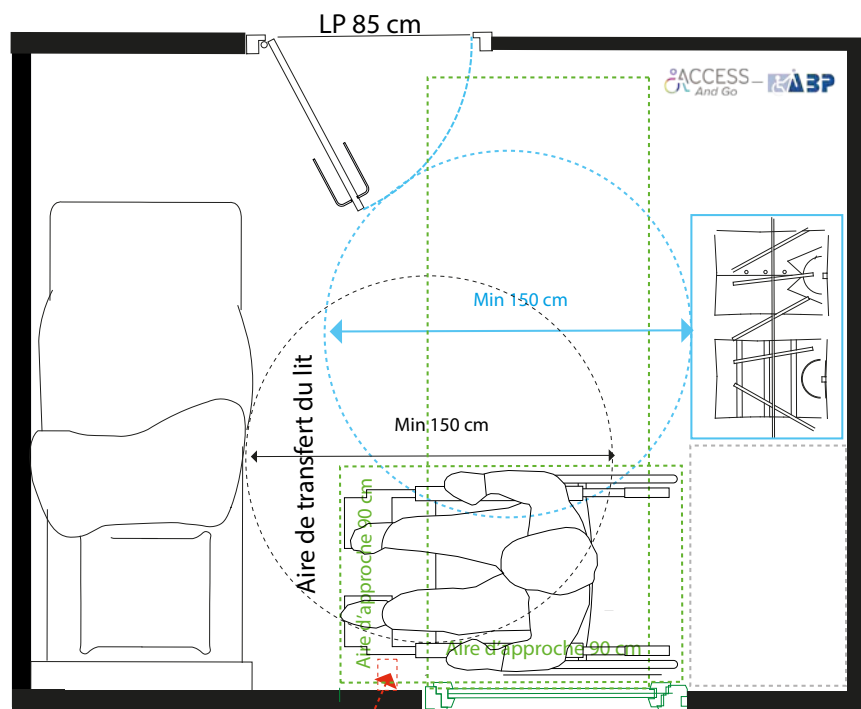 LP 85 cm
ACCESS
And Go
ABP
Min 150 cm
Min 150 cm
Aire de transfert du lit
Aire d'approche 90 cm
Aire d'approche 90 cm